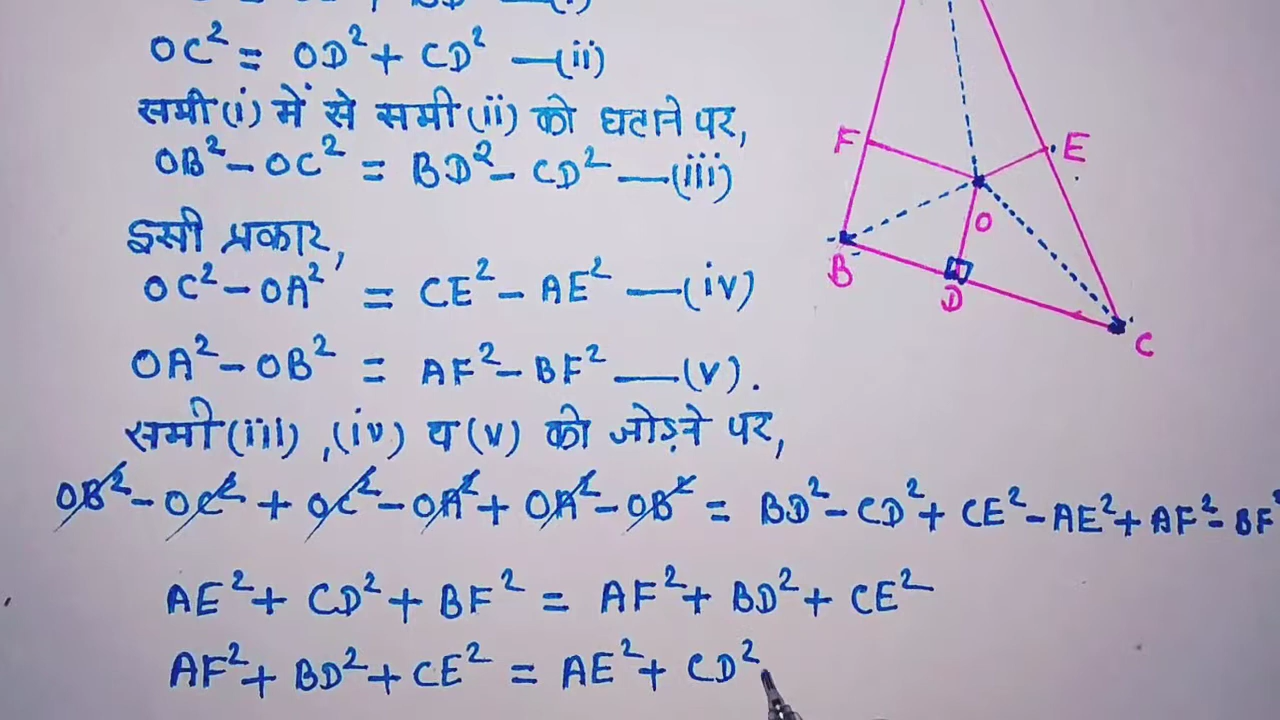 OC² = OD² + CD² —(ii)
समी(i) में से समी(ii) को घटाने पर,
OB² - OC² = BD² - CD² —(iii)
इसी प्रकार,
OC² - OA² = CE² - AE² —(iv)
OA² - OB² = AF² - BF² —(v).
समी(iii) ,(iv) व (v) को जोड़ने पर,
OB² - OC² + OC² - OA² + OA² - OB² = BD² - CD² + CE² - AE² + AF² - BF²
AE² + CD² + BF² = AF² + BD² + CE²
AF² + BD² + CE² = AE² + CD²
F
E
O
B
D
C